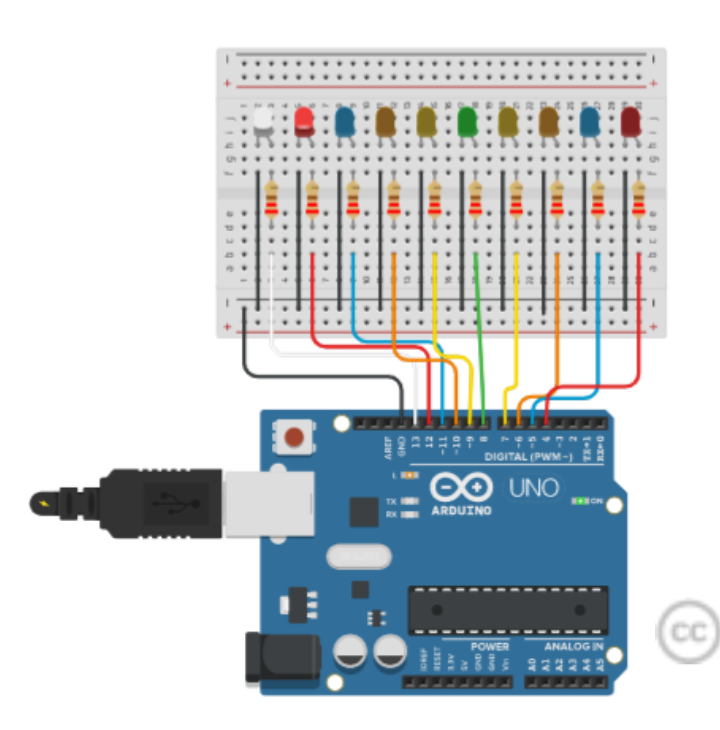 j j
i i
h h
g g
f f
e e
d d
c c
b b
a a
AREF
GND
13
12
~11
~10
~9
8
7
~6
~5
4
~3
2
TX→1
RX←0
DIGITAL (PWM~)
L
TX
RX
UNO
ON
ARDUINO
POWER
ANALOG IN
IOREF
RESET
3.3V
5V
GND
GND
Vin
A0
A1
A2
A3
A4
A5
CC